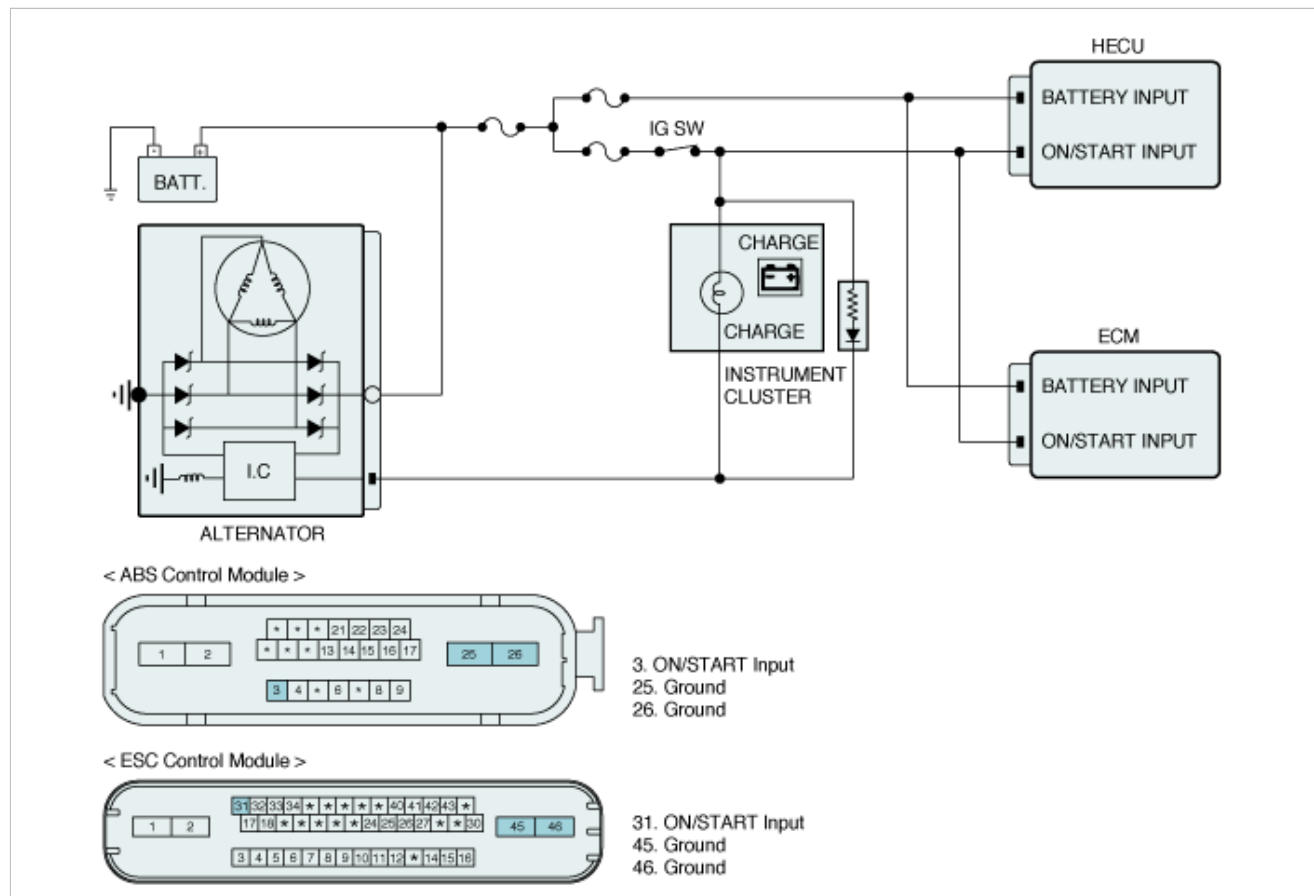 HECU
BATTERY INPUT
ON/START INPUT
IG SW
- +
BATT.
CHARGE
- +
CHARGE
INSTRUMENT
CLUSTER
ECM
BATTERY INPUT
ON/START INPUT
I.C
ALTERNATOR
< ABS Control Module >
* * * 21 22 23 24
1 2 * * * 13 14 15 16 17 25 26
3 4 * 6 * 8 9
3. ON/START Input
25. Ground
26. Ground
< ESC Control Module >
31 32 33 34 * * * * * 40 41 42 43 *
1 2 17 18 * * * * * 24 25 26 27 * * 30 45 46
3 4 5 6 7 8 9 10 11 12 * 14 15 16
31. ON/START Input
45. Ground
46. Ground